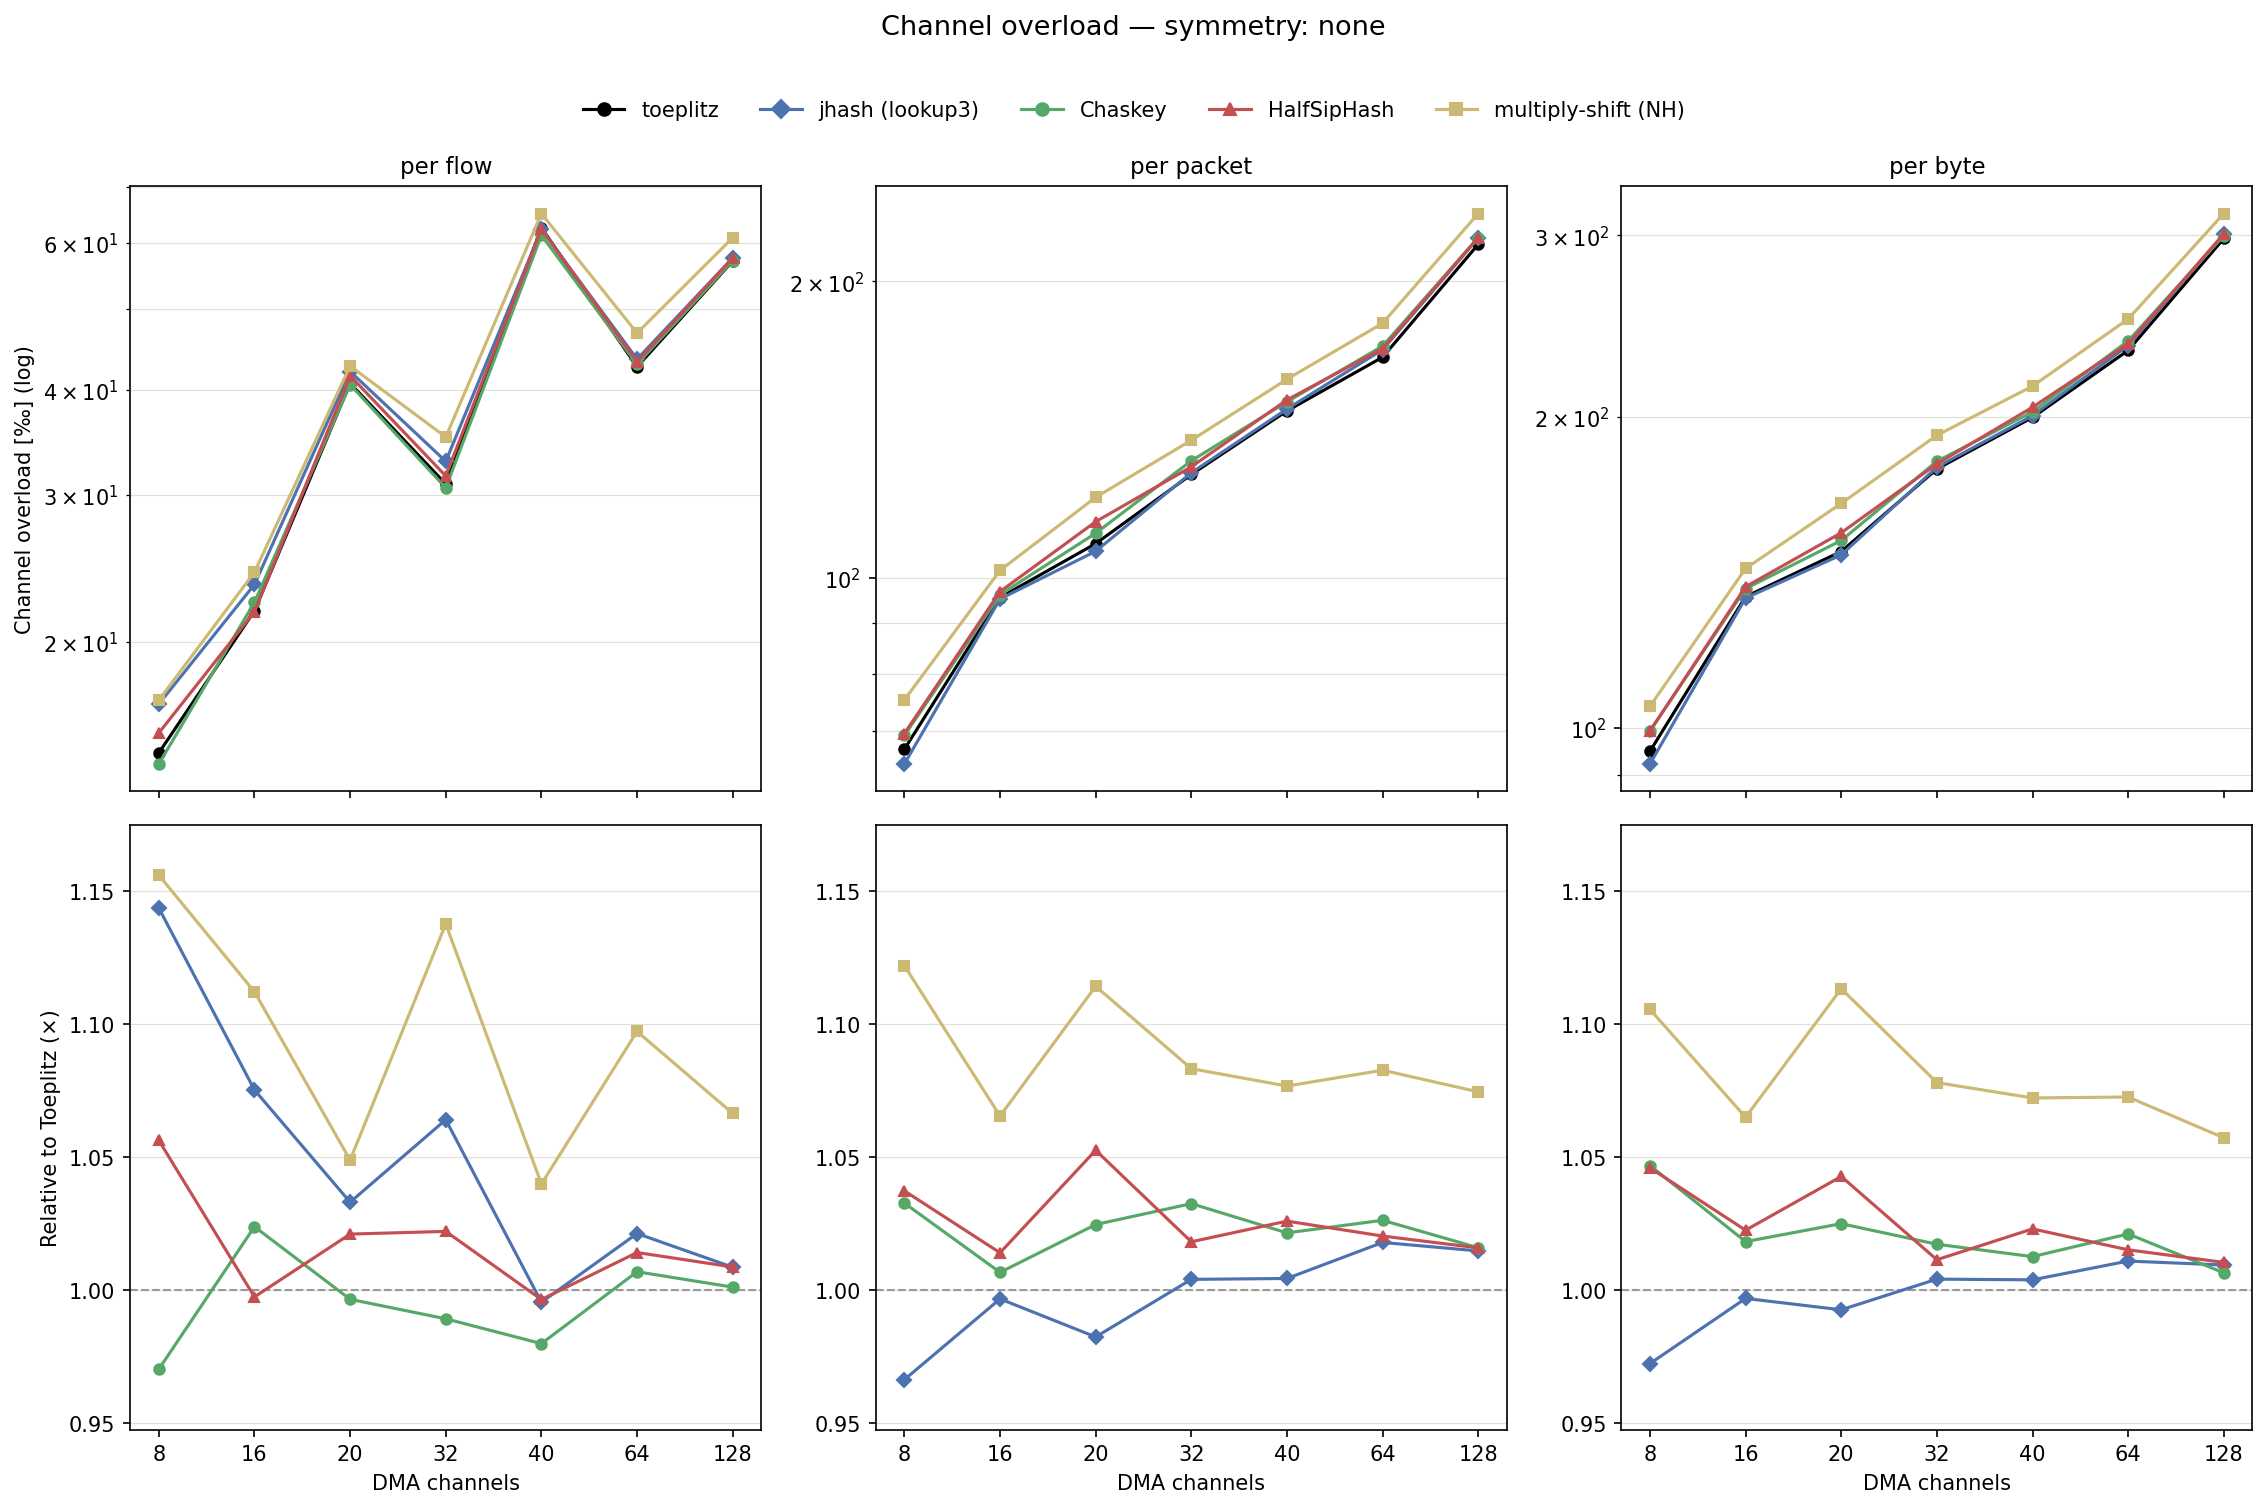 Channel overload — symmetry: none
toeplitz
jhash (lookup3)
Chaskey
HalfSipHash
multiply-shift (NH)
per flow
per packet
per byte
Channel overload [‰] (log)
6 × 10¹
4 × 10¹
3 × 10¹
2 × 10¹
2 × 10²
10²
3 × 10²
2 × 10²
10²
Relative to Toeplitz (×)
1.15
1.10
1.05
1.00
0.95
8 16 20 32 40 64 128
DMA channels
1.15
1.10
1.05
1.00
0.95
8 16 20 32 40 64 128
DMA channels
1.15
1.10
1.05
1.00
0.95
8 16 20 32 40 64 128
DMA channels